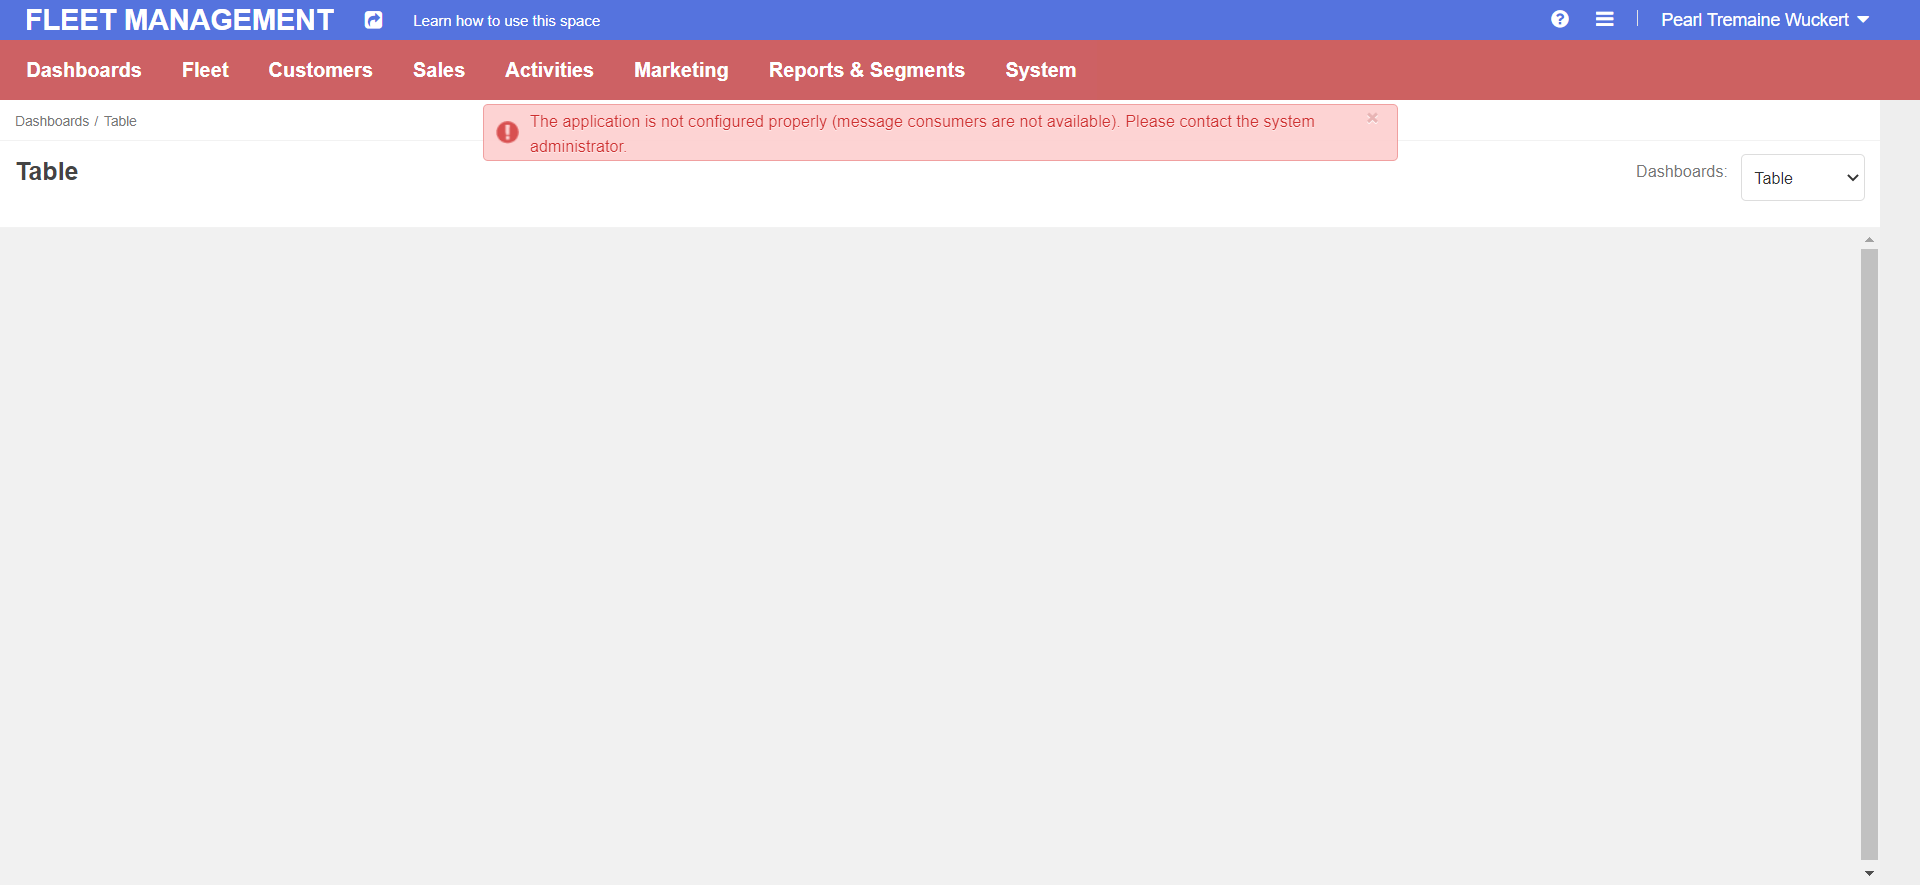 FLEET MANAGEMENT
Learn how to use this space
Pearl Tremaine Wuckert
Dashboards
Fleet
Customers
Sales
Activities
Marketing
Reports & Segments
System
Dashboards / Table
The application is not configured properly (message consumers are not available). Please contact the system
administrator.
×
Table
Dashboards:
Table